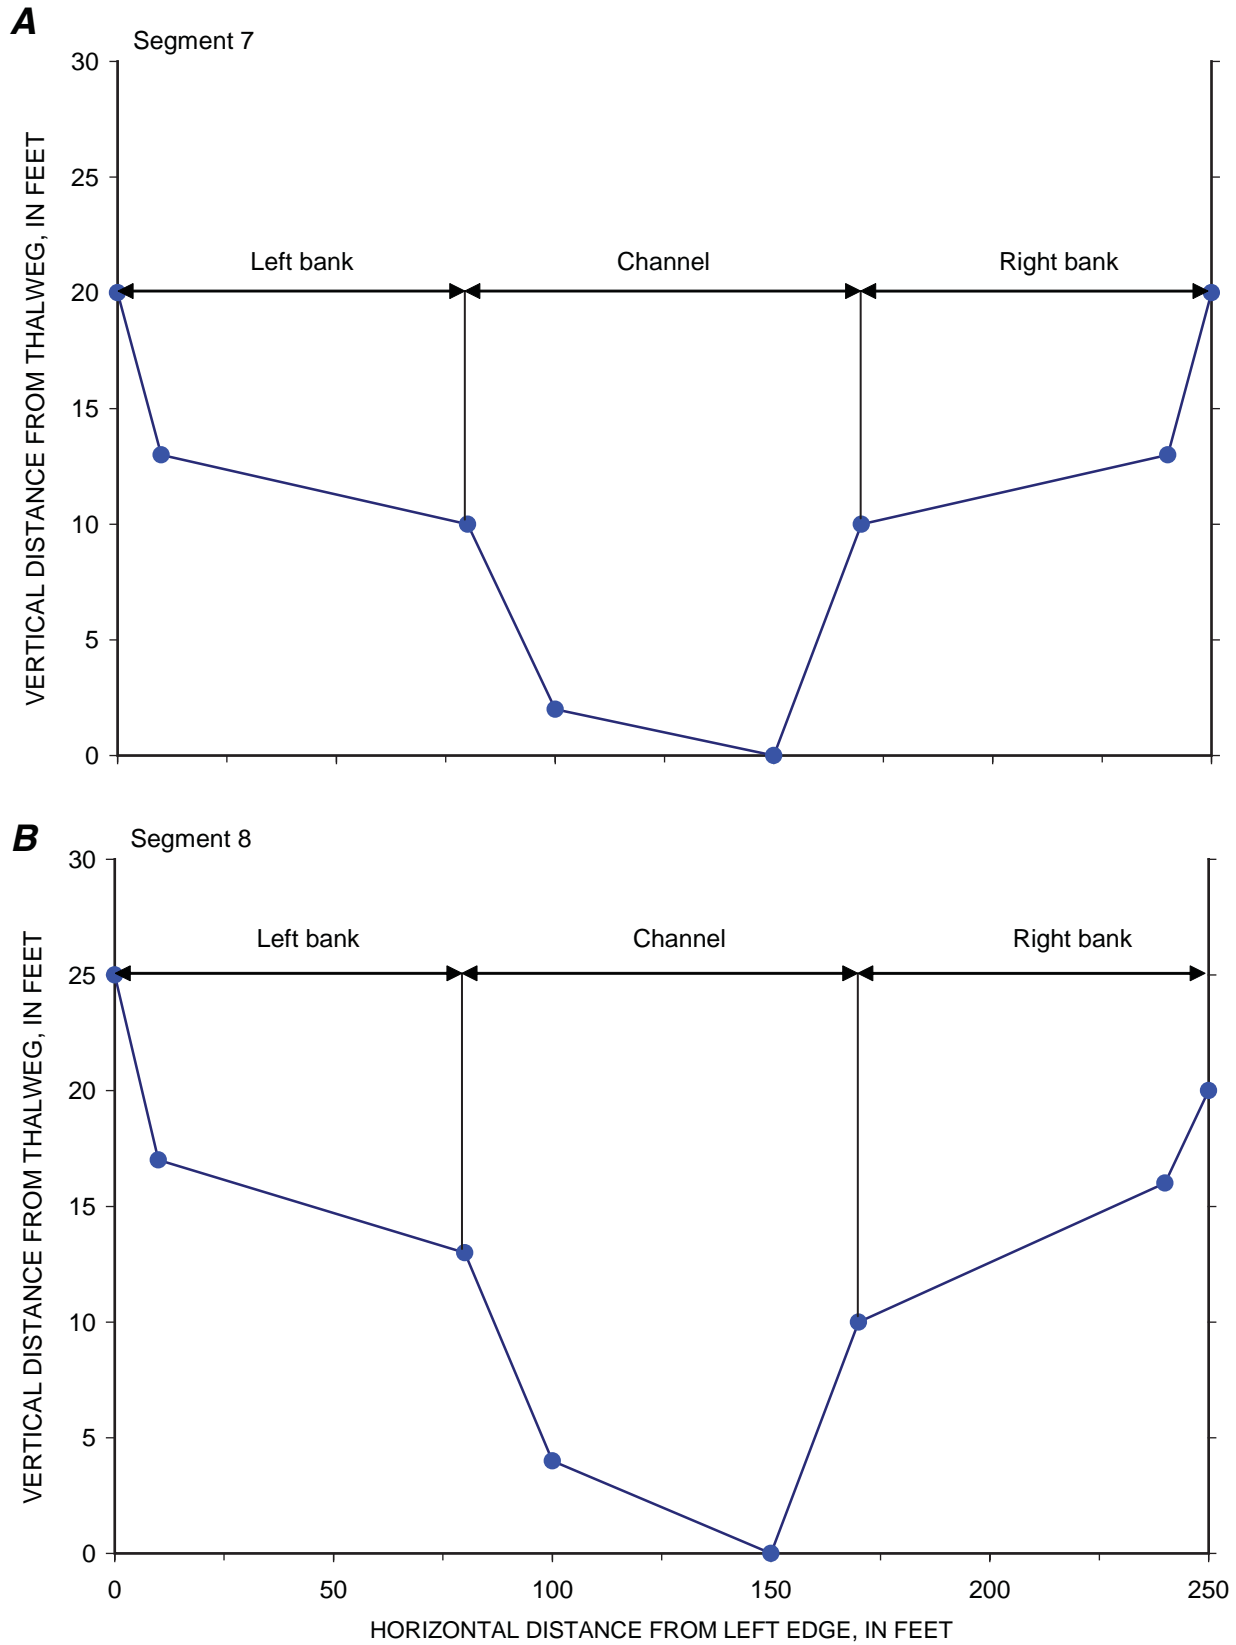 A
Segment 7
30
25
20
15
10
5
0
VERTICAL DISTANCE FROM THALWEG, IN FEET
Left bank
Channel
Right bank
B
Segment 8
30
25
20
15
10
5
0
VERTICAL DISTANCE FROM THALWEG, IN FEET
Left bank
Channel
Right bank
0
50
100
150
200
250
HORIZONTAL DISTANCE FROM LEFT EDGE, IN FEET